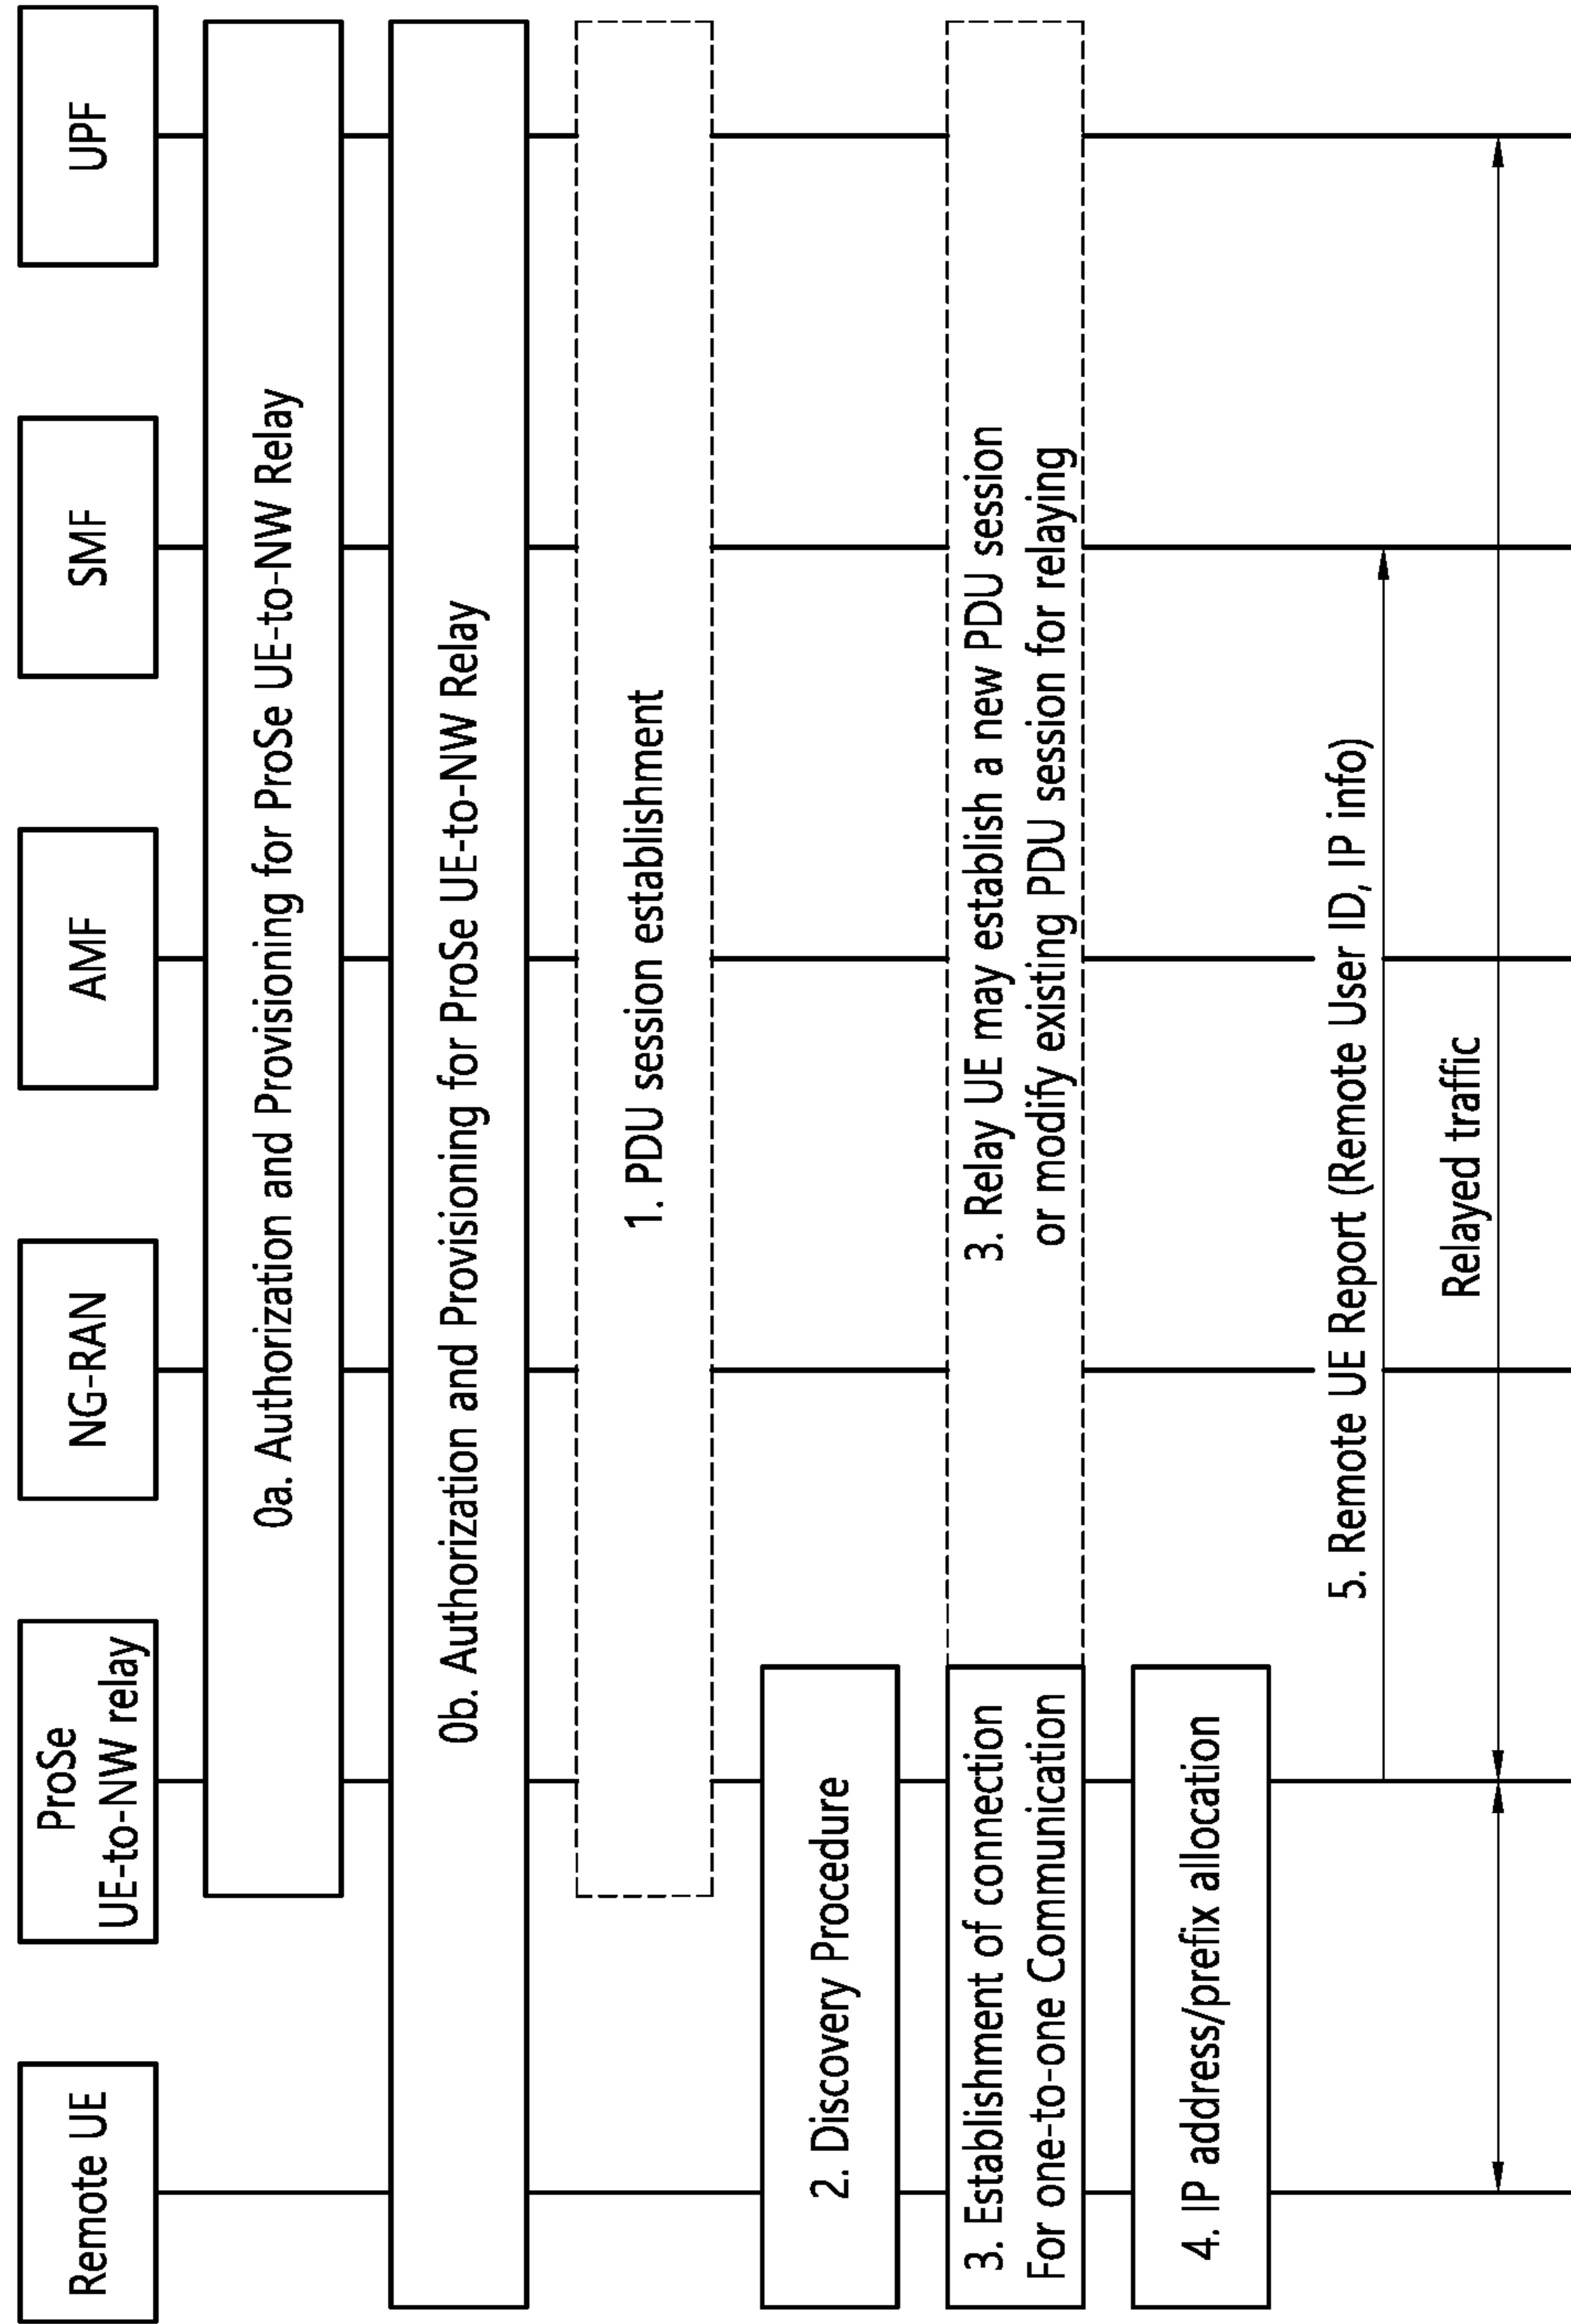 Remote UE
ProSe
UE-to-NW relay
NG-RAN
AMF
SMF
UPF
0a. Authorization and Provisioning for ProSe UE-to-NW Relay
0b. Authorization and Provisioning for ProSe UE-to-NW Relay
1. PDU session establishment
2. Discovery Procedure
3. Establishment of connection
For one-to-one Communication
3. Relay UE may establish a new PDU session
or modify existing PDU session for relaying
4. IP address/prefix allocation
5. Remote UE Report (Remote User ID, IP info)
Relayed traffic